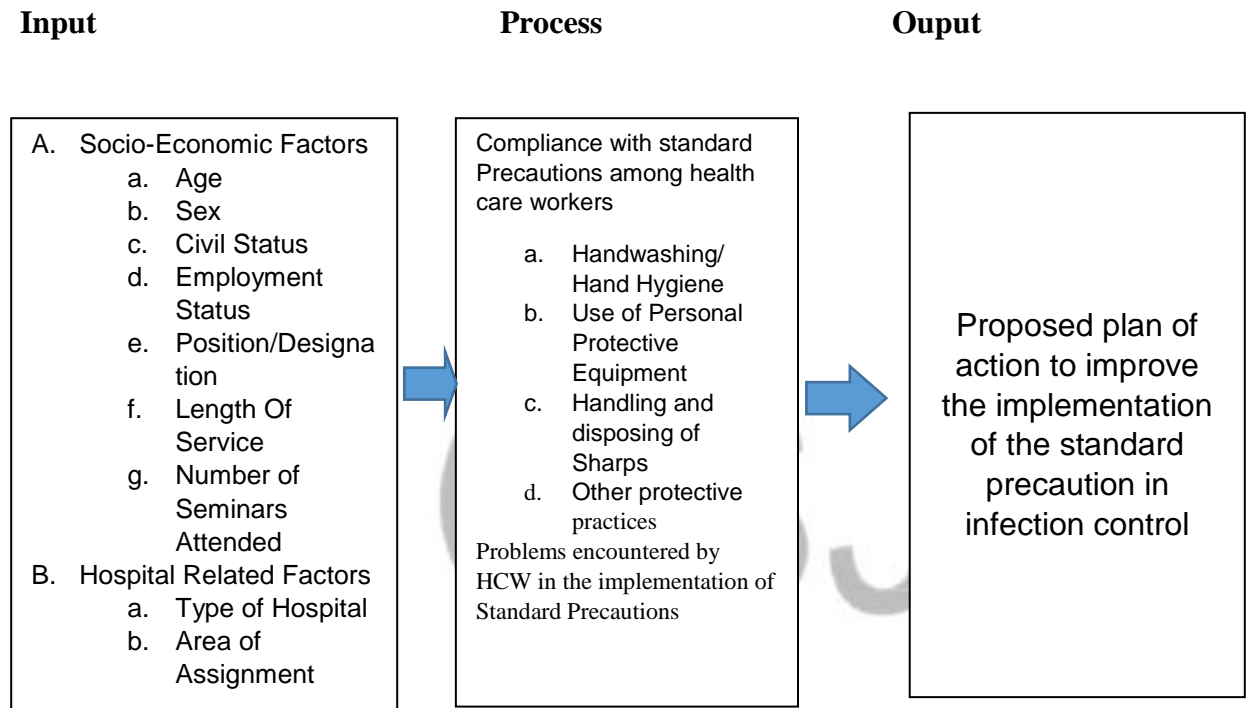 Input Process Ouput
A. Socio-Economic Factors
a. Age
b. Sex
c. Civil Status
d. Employment
Status
e. Position/Designa
tion
f. Length Of
Service
g. Number of
Seminars
Attended
B. Hospital Related Factors
a. Type of Hospital
b. Area of
Assignment
Compliance with standard
Precautions among health
care workers
a. Handwashing/
Hand Hygiene
b. Use of Personal
Protective
Equipment
c. Handling and
disposing of
Sharps
d. Other protective
practices
Problems encountered by
HCW in the implementation of
Standard Precautions
Proposed plan of
action to improve
the implementation
of the standard
precaution in
infection control